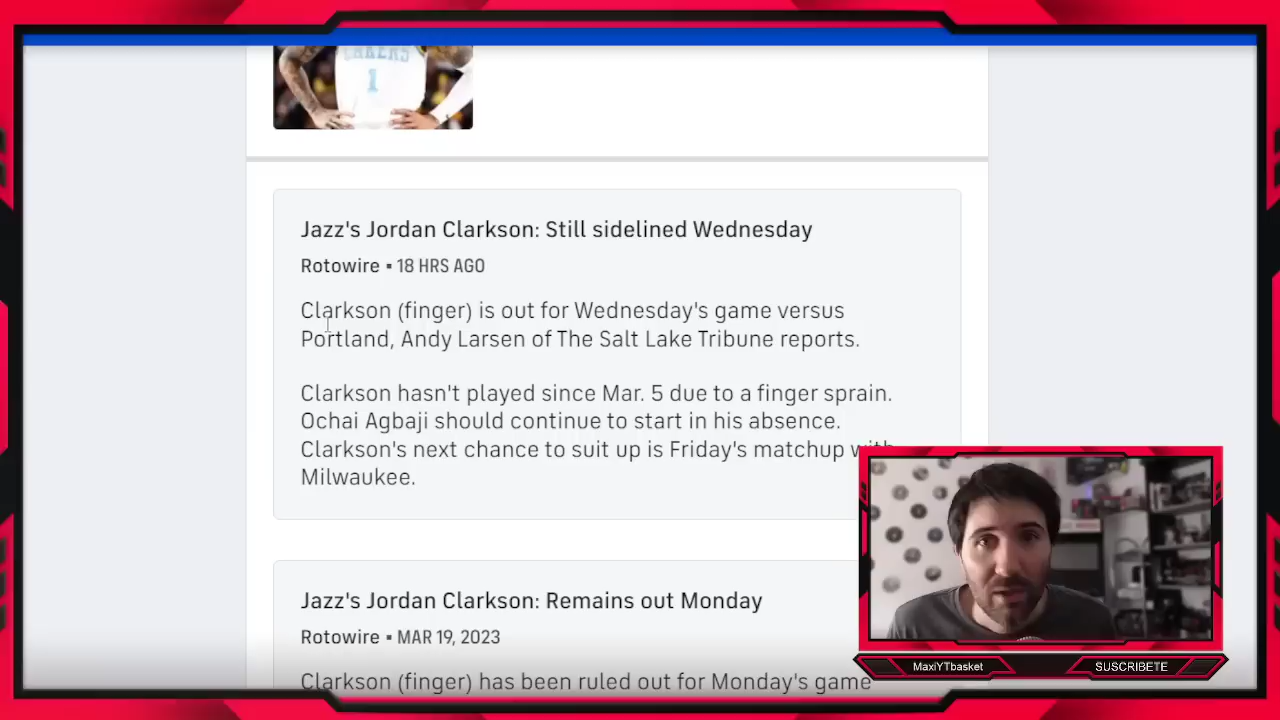 LAKERS
1
Jazz's Jordan Clarkson: Still sidelined Wednesday
Rotowire ▪ 18 HRS AGO
Clarkson (finger) is out for Wednesday's game versus
Portland, Andy Larsen of The Salt Lake Tribune reports.
Clarkson hasn't played since Mar. 5 due to a finger sprain.
Ochai Agbaji should continue to start in his absence.
Clarkson's next chance to suit up is Friday's matchup with
Milwaukee.
Jazz's Jordan Clarkson: Remains out Monday
Rotowire ▪ MAR 19, 2023
Clarkson (finger) has been ruled out for Monday's game
MaxiYTbasket
SUSCRIBETE